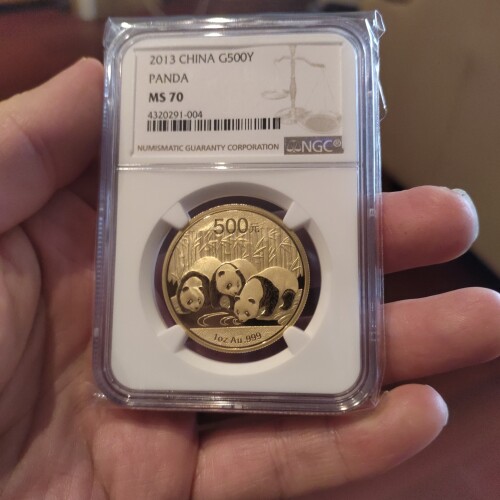 2013 CHINA G500Y
PANDA
MS 70
4320291-004
NUMISMATIC GUARANTY CORPORATION NGC®
500元
1oz Au .999